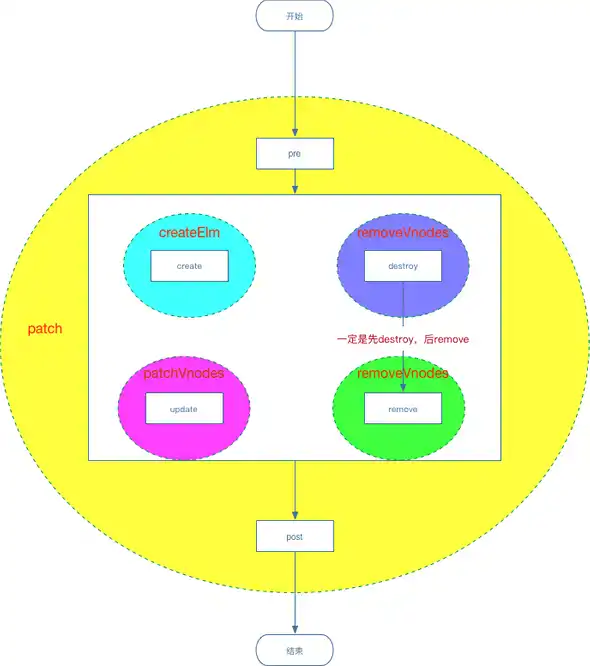 开始
pre
createElm
removeVnodes
create
destroy
patch
一定是先destroy，后remove
patchVnodes
removeVnodes
update
remove
post
结束